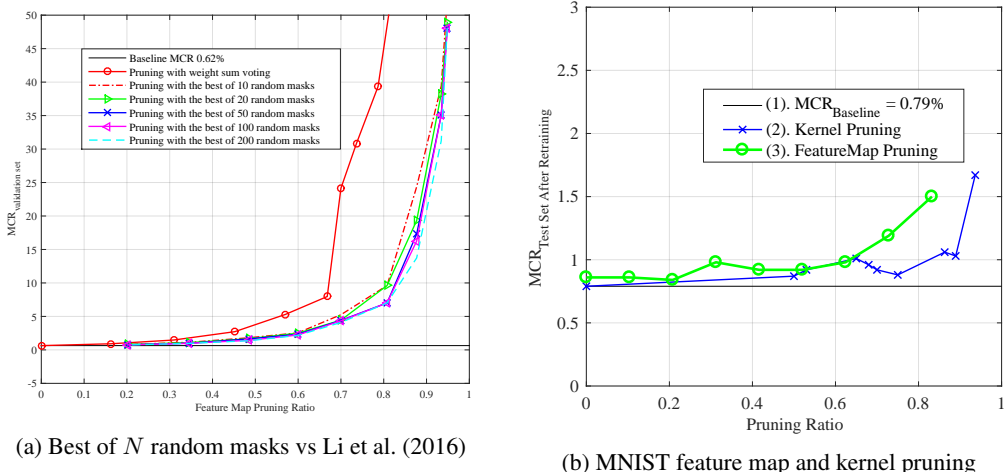 50
45
40
35
30
25
20
15
10
5
0
-5
MCR validation set
Baseline MCR 0.62%
Pruning with weight sum voting
Pruning with the best of 10 random masks
Pruning with the best of 20 random masks
Pruning with the best of 50 random masks
Pruning with the best of 100 random masks
Pruning with the best of 200 random masks
0 0.1 0.2 0.3 0.4 0.5 0.6 0.7 0.8 0.9 1
Feature Map Pruning Ratio
(a) Best of N random masks vs Li et al. (2016)
3
2.5
2
1.5
1
0.5
0
MCR Test Set After Retraining
(1). MCR Baseline = 0.79%
(2). Kernel Pruning
(3). FeatureMap Pruning
0 0.2 0.4 0.6 0.8 1
Pruning Ratio
(b) MNIST feature map and kernel pruning